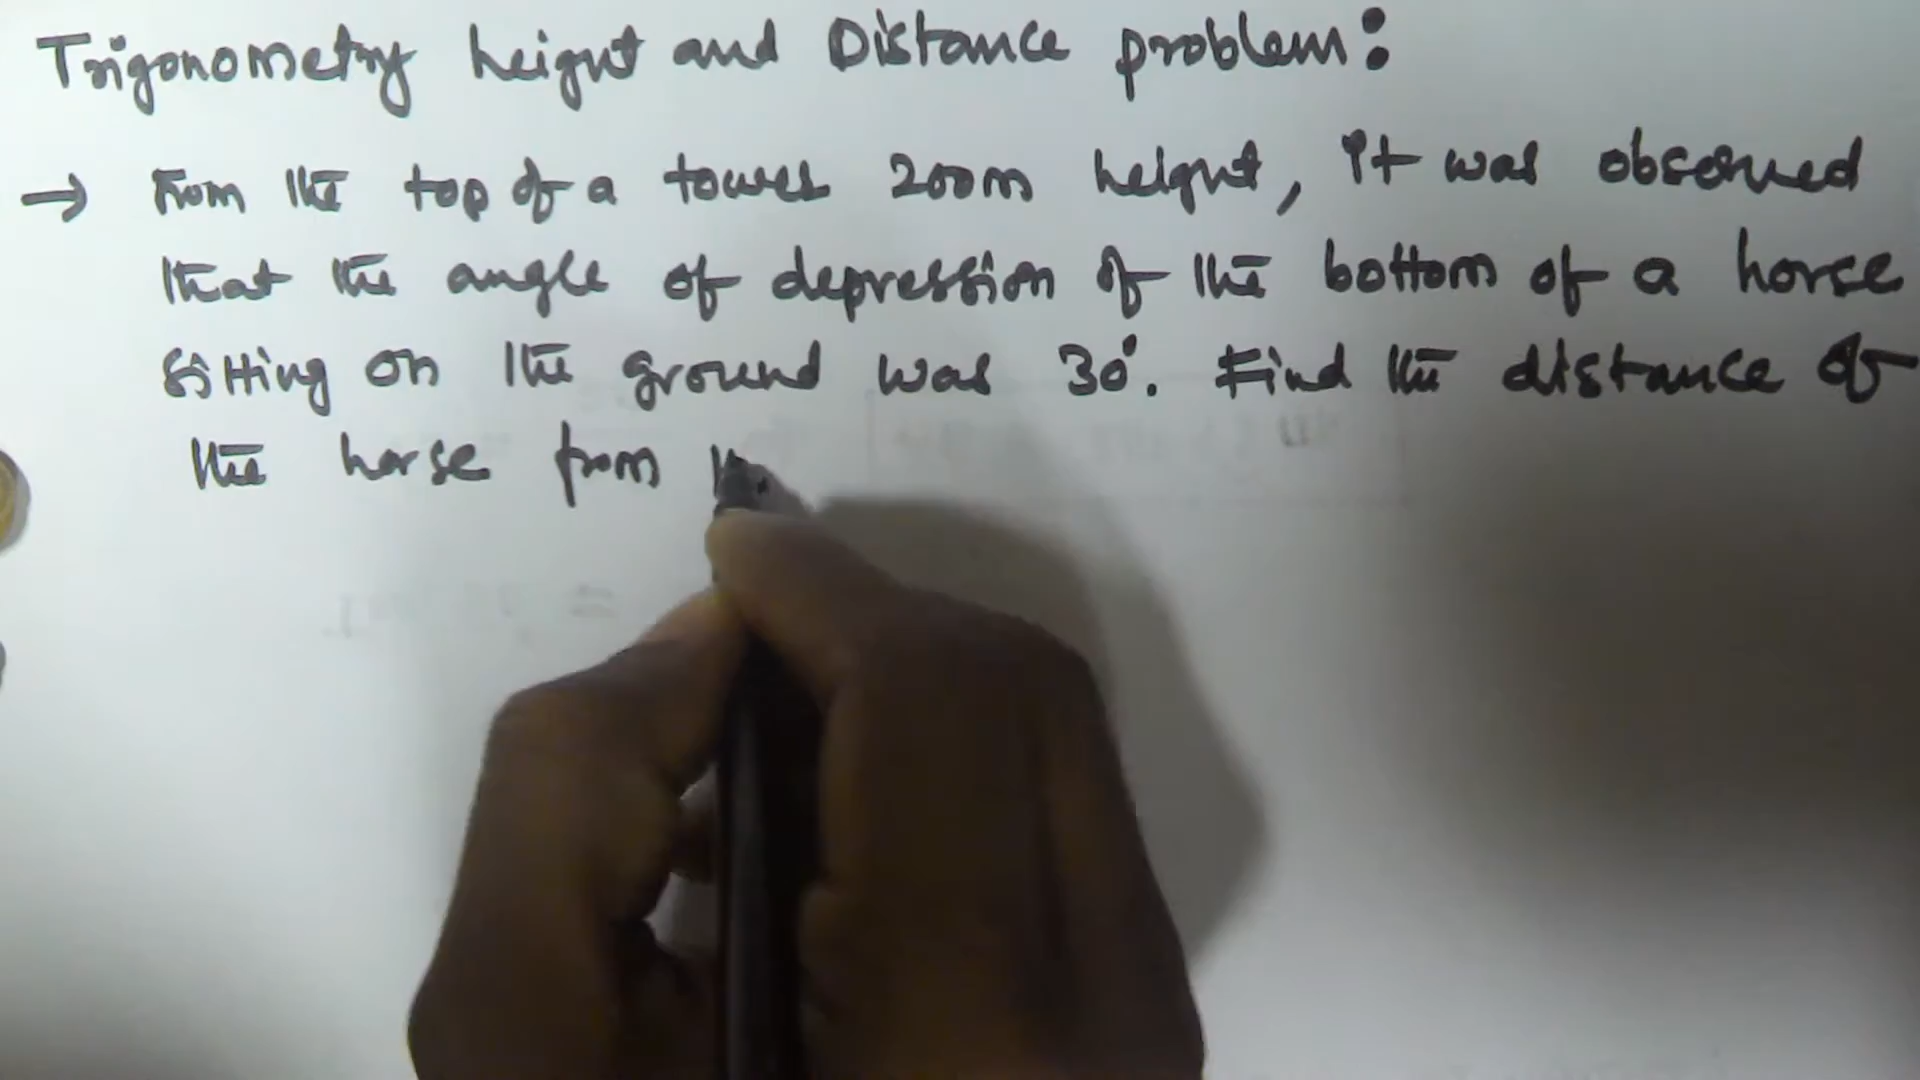 Trigonometry height and Distance problem:
→ From the top of a tower 200m height, It was observed
that the angle of depression of the bottom of a horse
sitting on the ground was 30°. Find the distance of
the horse from